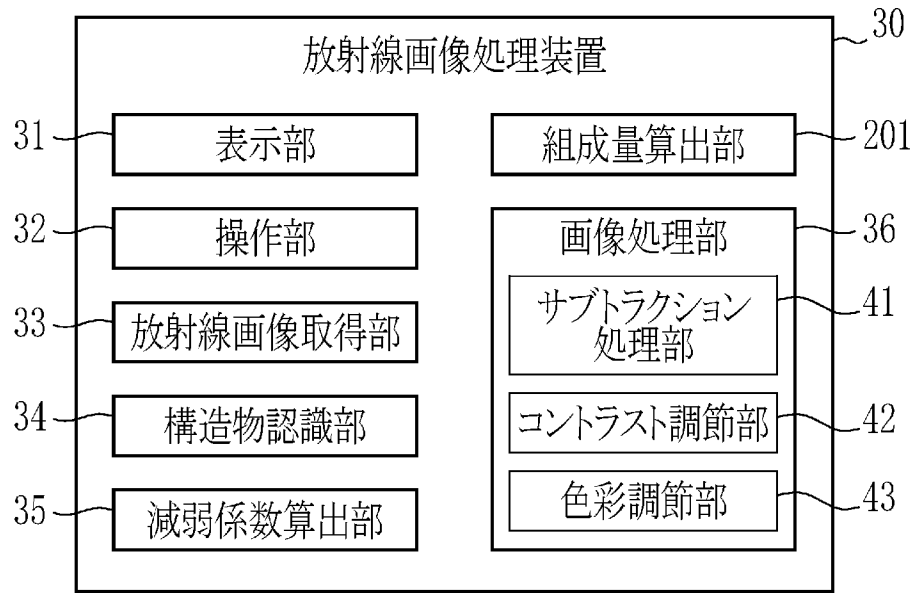 30
放射線画像処理装置
31
表示部
組成量算出部
201
32
操作部
画像処理部
36
サブトラクション
処理部
41
33
放射線画像取得部
34
構造物認識部
コントラスト調節部
42
35
減弱係数算出部
色彩調節部
43